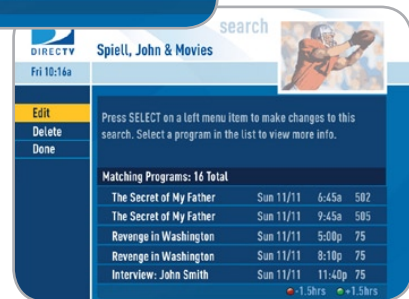 search
DIRECTV
Spiell, John & Movies
Fri 10:16a
Edit
Delete
Done
Press SELECT on a left menu item to make changes to this
search. Select a program in the list to view more info.
Matching Programs: 16 Total
The Secret of My Father Sun 11/11 6:45a 502
The Secret of My Father Sun 11/11 9:45a 505
Revenge in Washington Sun 11/11 5:00p 75
Revenge in Washington Sun 11/11 8:10p 75
Interview: John Smith Sun 11/11 11:40p 75
-1.5hrs +1.5hrs